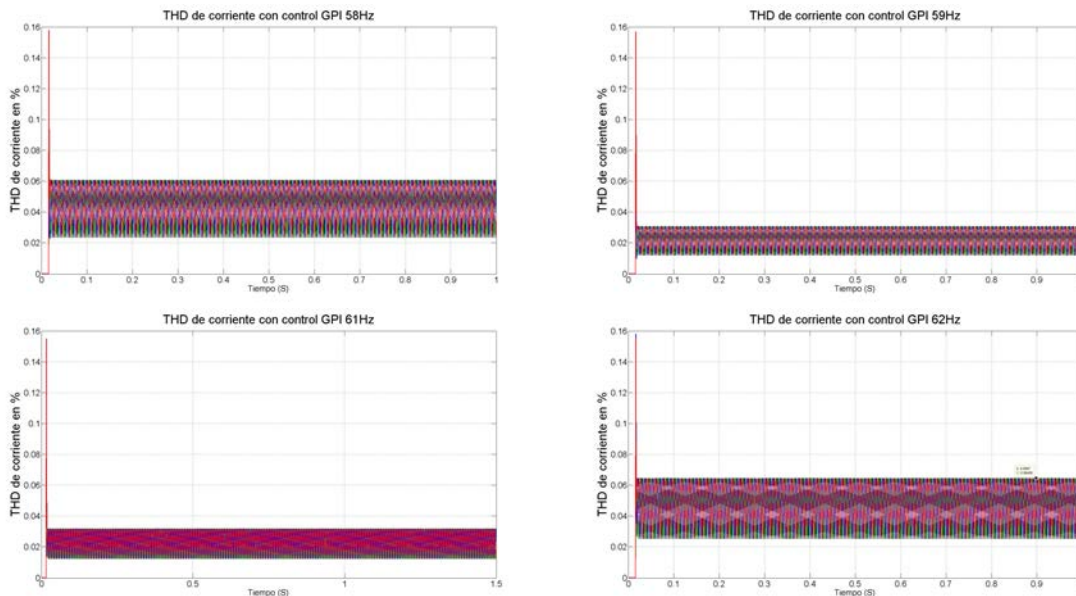 THD de corriente con control GPI 58Hz
THD de corriente en %
0.16
0.14
0.12
0.1
0.08
0.06
0.04
0.02
0
0 0.1 0.2 0.3 0.4 0.5 0.6 0.7 0.8 0.9 1
Tiempo (S)
THD de corriente con control GPI 59Hz
THD de corriente en %
0.16
0.14
0.12
0.1
0.08
0.06
0.04
0.02
0
0 0.1 0.2 0.3 0.4 0.5 0.6 0.7 0.8 0.9 1
Tiempo (S)
THD de corriente con control GPI 61Hz
THD de corriente en %
0.16
0.14
0.12
0.1
0.08
0.06
0.04
0.02
0
0 0.5 1 1.5
Tiempo (S)
THD de corriente con control GPI 62Hz
THD de corriente en %
0.16
0.14
0.12
0.1
0.08
0.06
0.04
0.02
0
0 0.1 0.2 0.3 0.4 0.5 0.6 0.7 0.8 0.9 1
Tiempo (S)